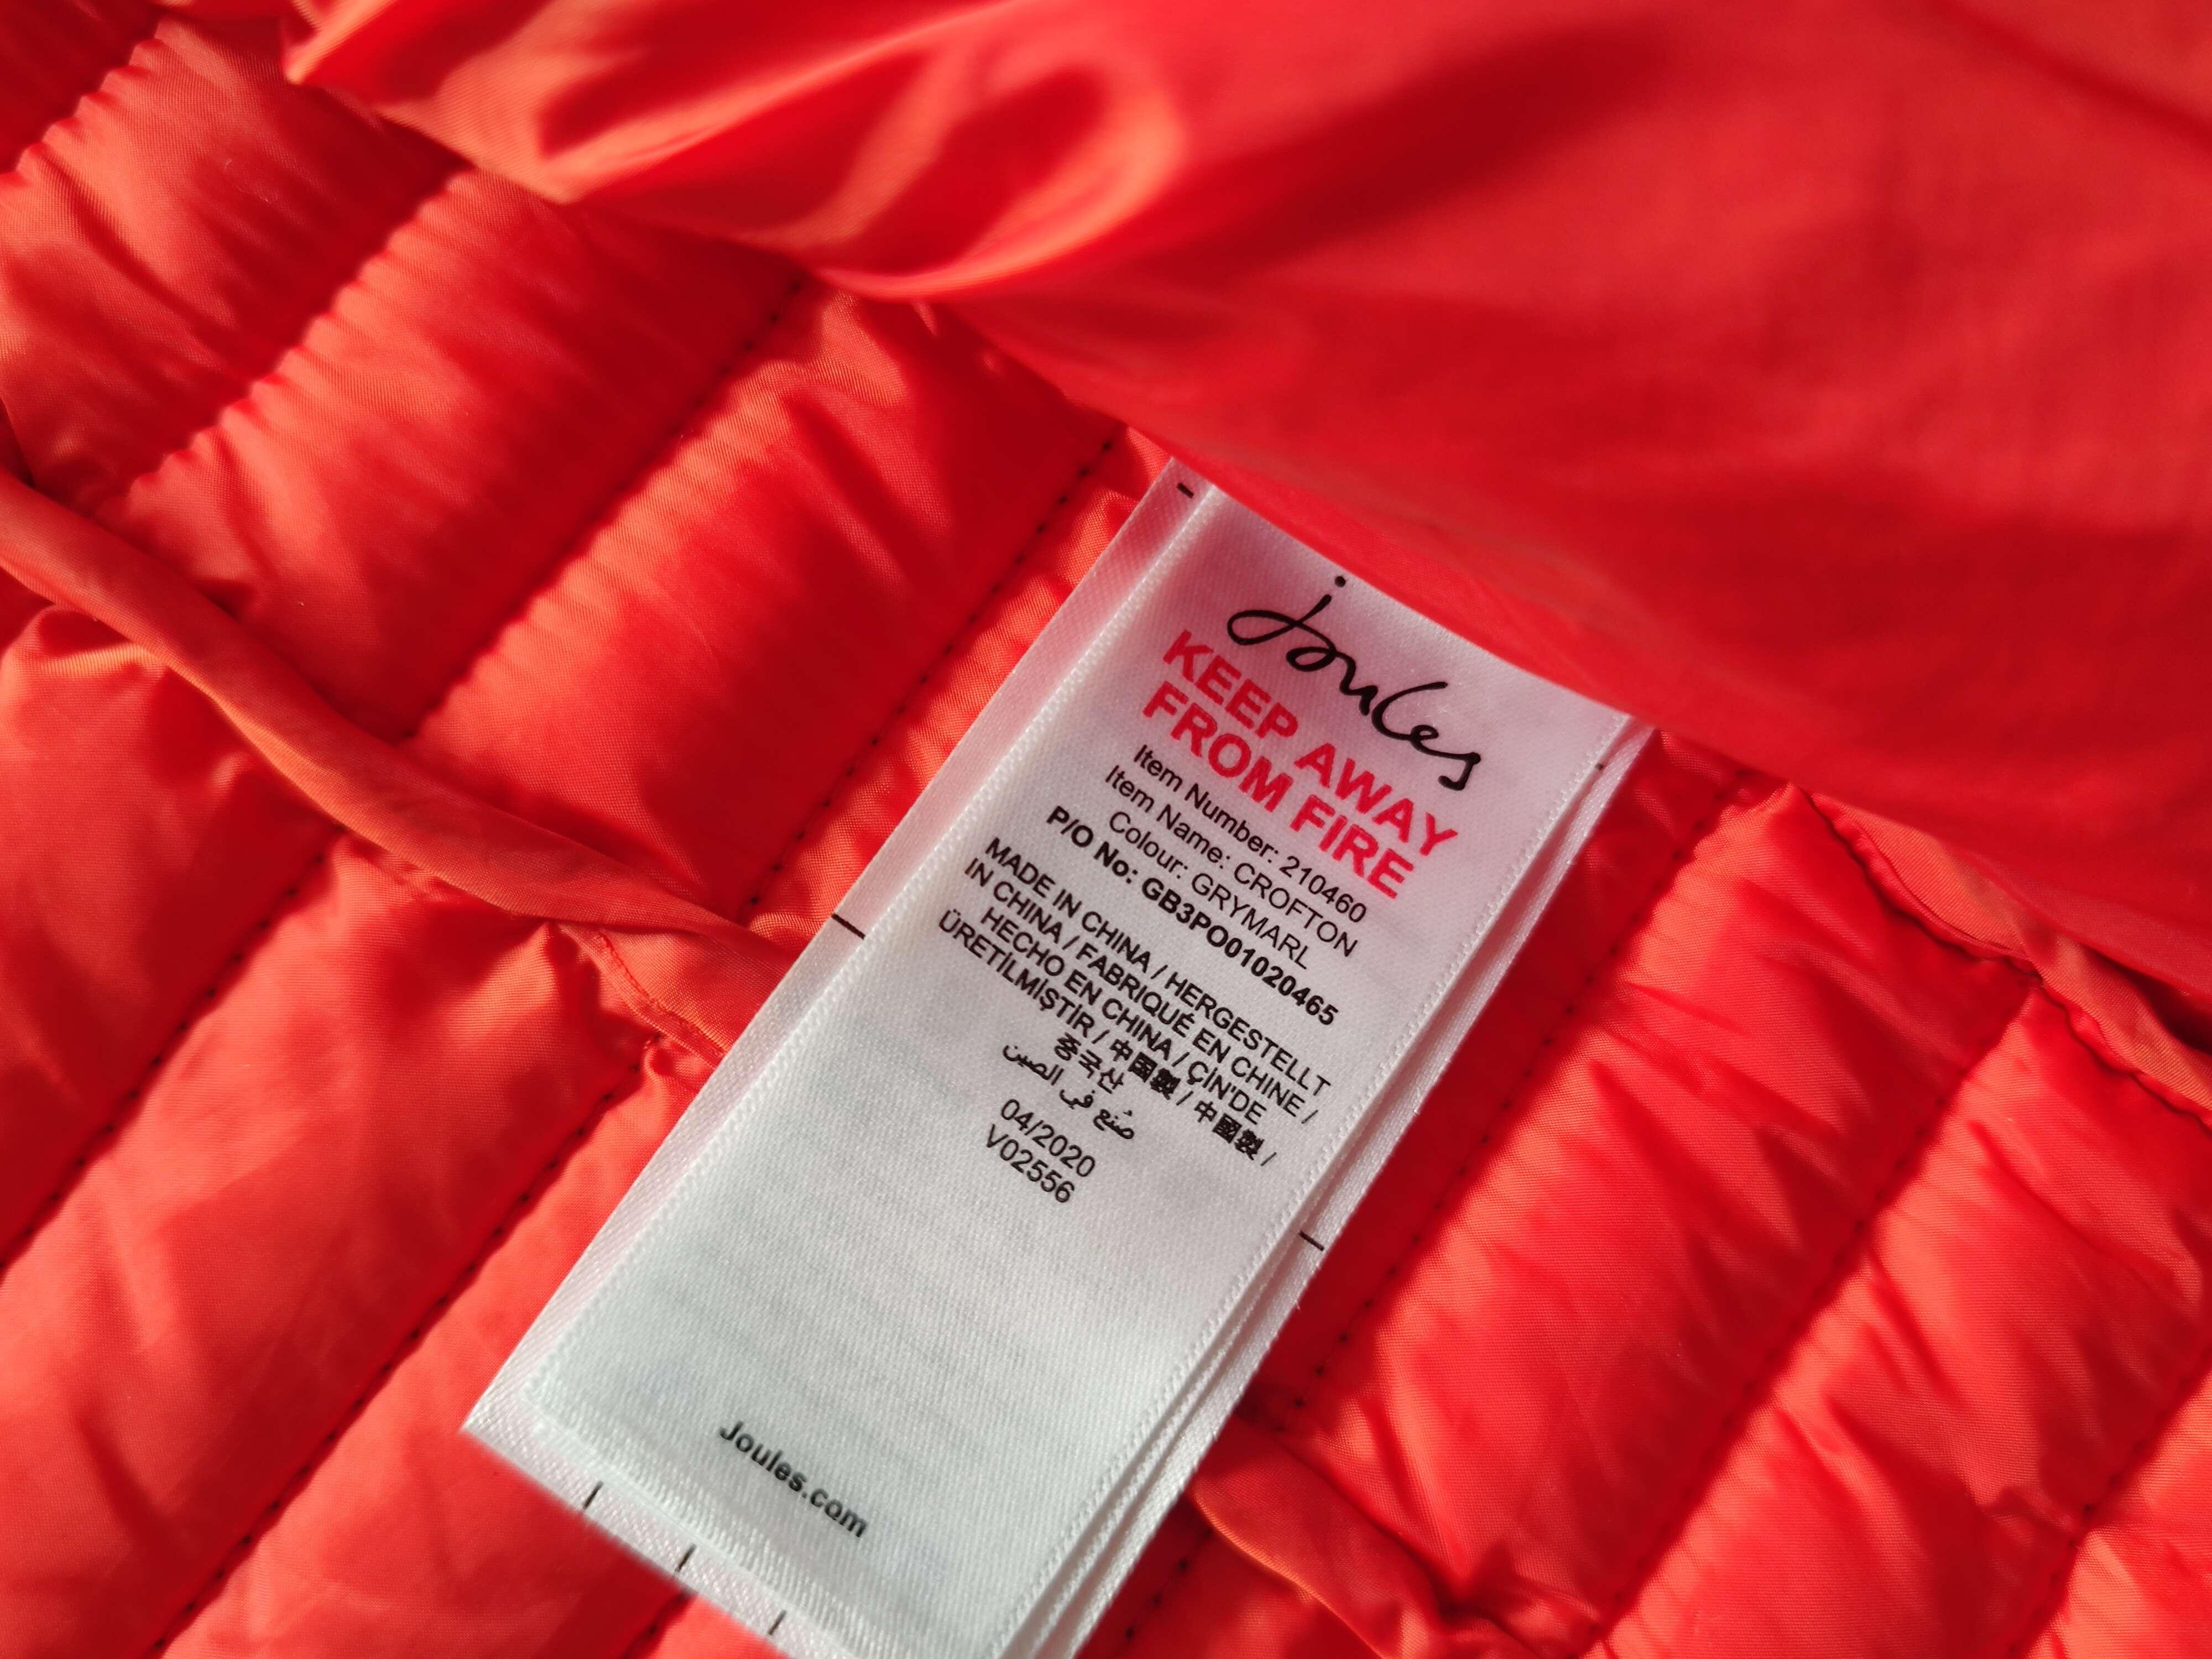 joules
KEEP AWAY
FROM FIRE
Item Number: 210460
Item Name: CROFTON
Colour: GRYMARL
P/O No: GB3PO01020465
MADE IN CHINA / HERGESTELLT
IN CHINA / FABRIQUÉ EN CHINE /
HECHO EN CHINA / ÇİN'DE
ÜRETİLMİŞTİR / 中國製 / 中國製 /
중국산
صُنع في الصين
04/2020
V02556
Joules.com